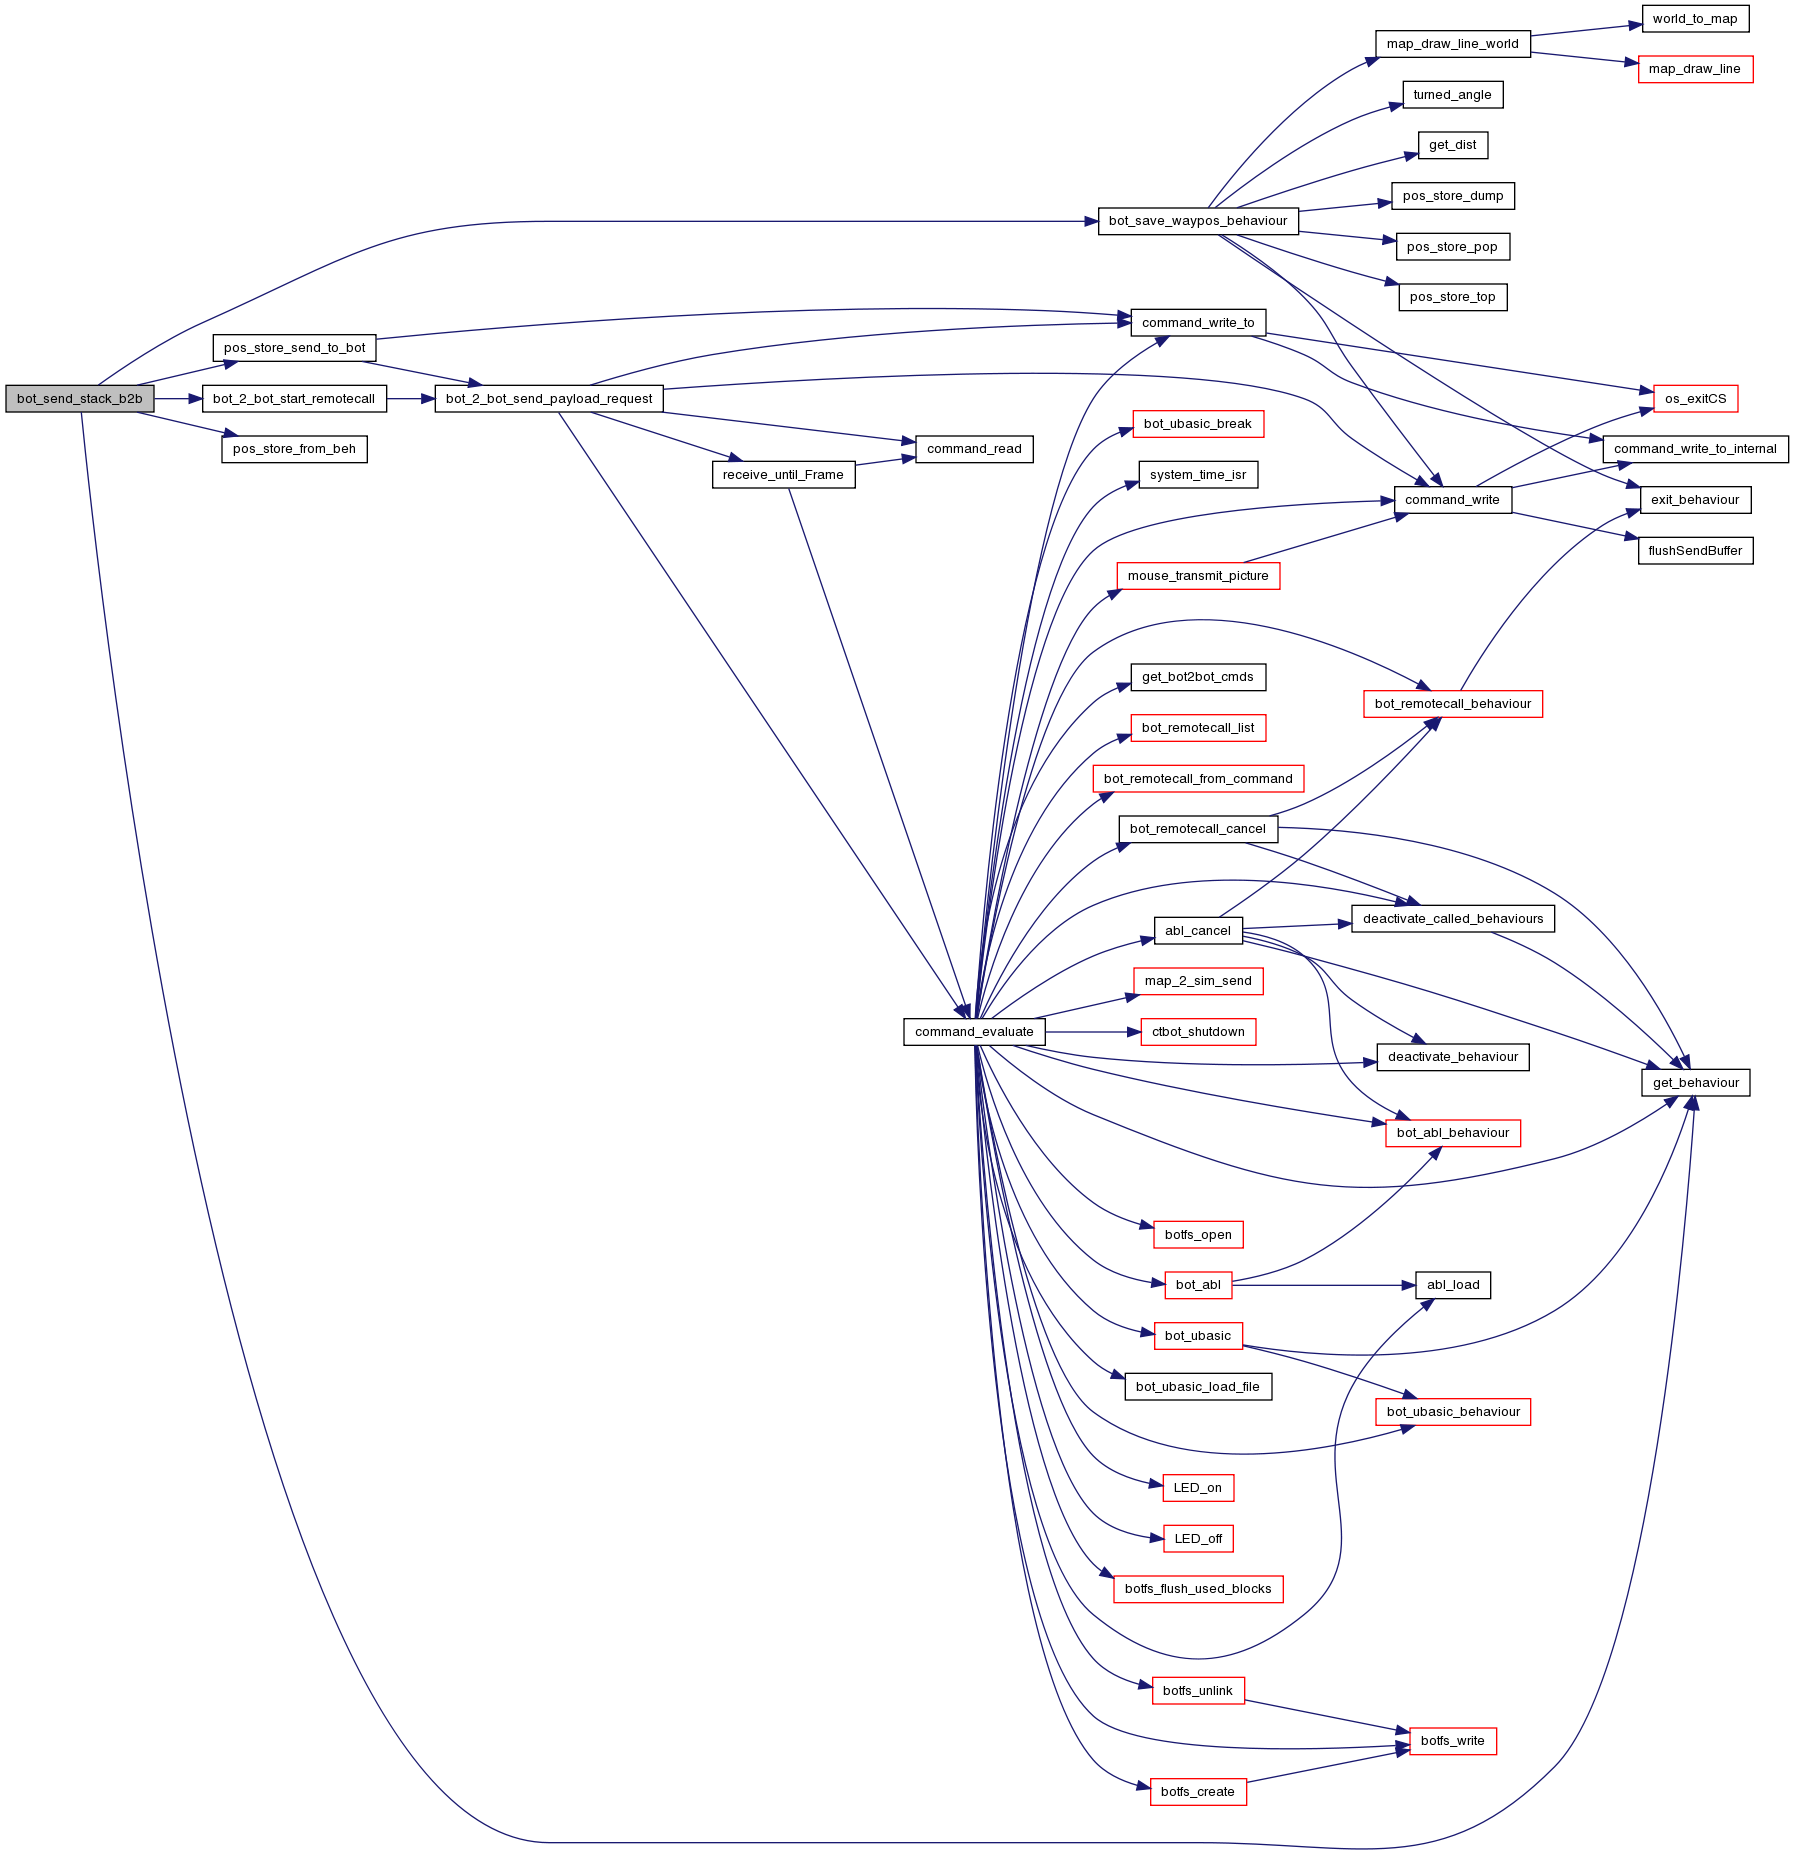 world_to_map
map_draw_line_world
map_draw_line
turned_angle
get_dist
pos_store_dump
bot_save_waypos_behaviour
pos_store_pop
pos_store_top
command_write_to
pos_store_send_to_bot
bot_send_stack_b2b
bot_2_bot_start_remotecall
bot_2_bot_send_payload_request
os_exitCS
bot_ubasic_break
pos_store_from_beh
command_read
command_write_to_internal
receive_until_Frame
system_time_isr
command_write
exit_behaviour
flushSendBuffer
mouse_transmit_picture
get_bot2bot_cmds
bot_remotecall_behaviour
bot_remotecall_list
bot_remotecall_from_command
bot_remotecall_cancel
deactivate_called_behaviours
abl_cancel
map_2_sim_send
command_evaluate
ctbot_shutdown
deactivate_behaviour
get_behaviour
bot_abl_behaviour
botfs_open
bot_abl
abl_load
bot_ubasic
bot_ubasic_load_file
bot_ubasic_behaviour
LED_on
LED_off
botfs_flush_used_blocks
botfs_unlink
botfs_write
botfs_create